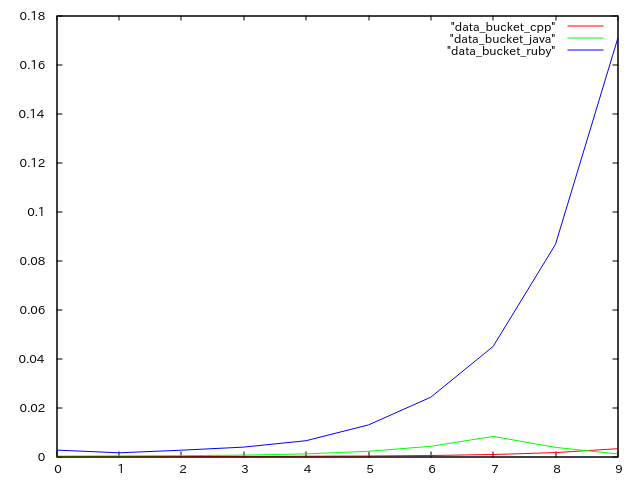 0.18
0.16
0.14
0.12
0.1
0.08
0.06
0.04
0.02
0
"data_bucket_cpp"
"data_bucket_java"
"data_bucket_ruby"
0 1 2 3 4 5 6 7 8 9